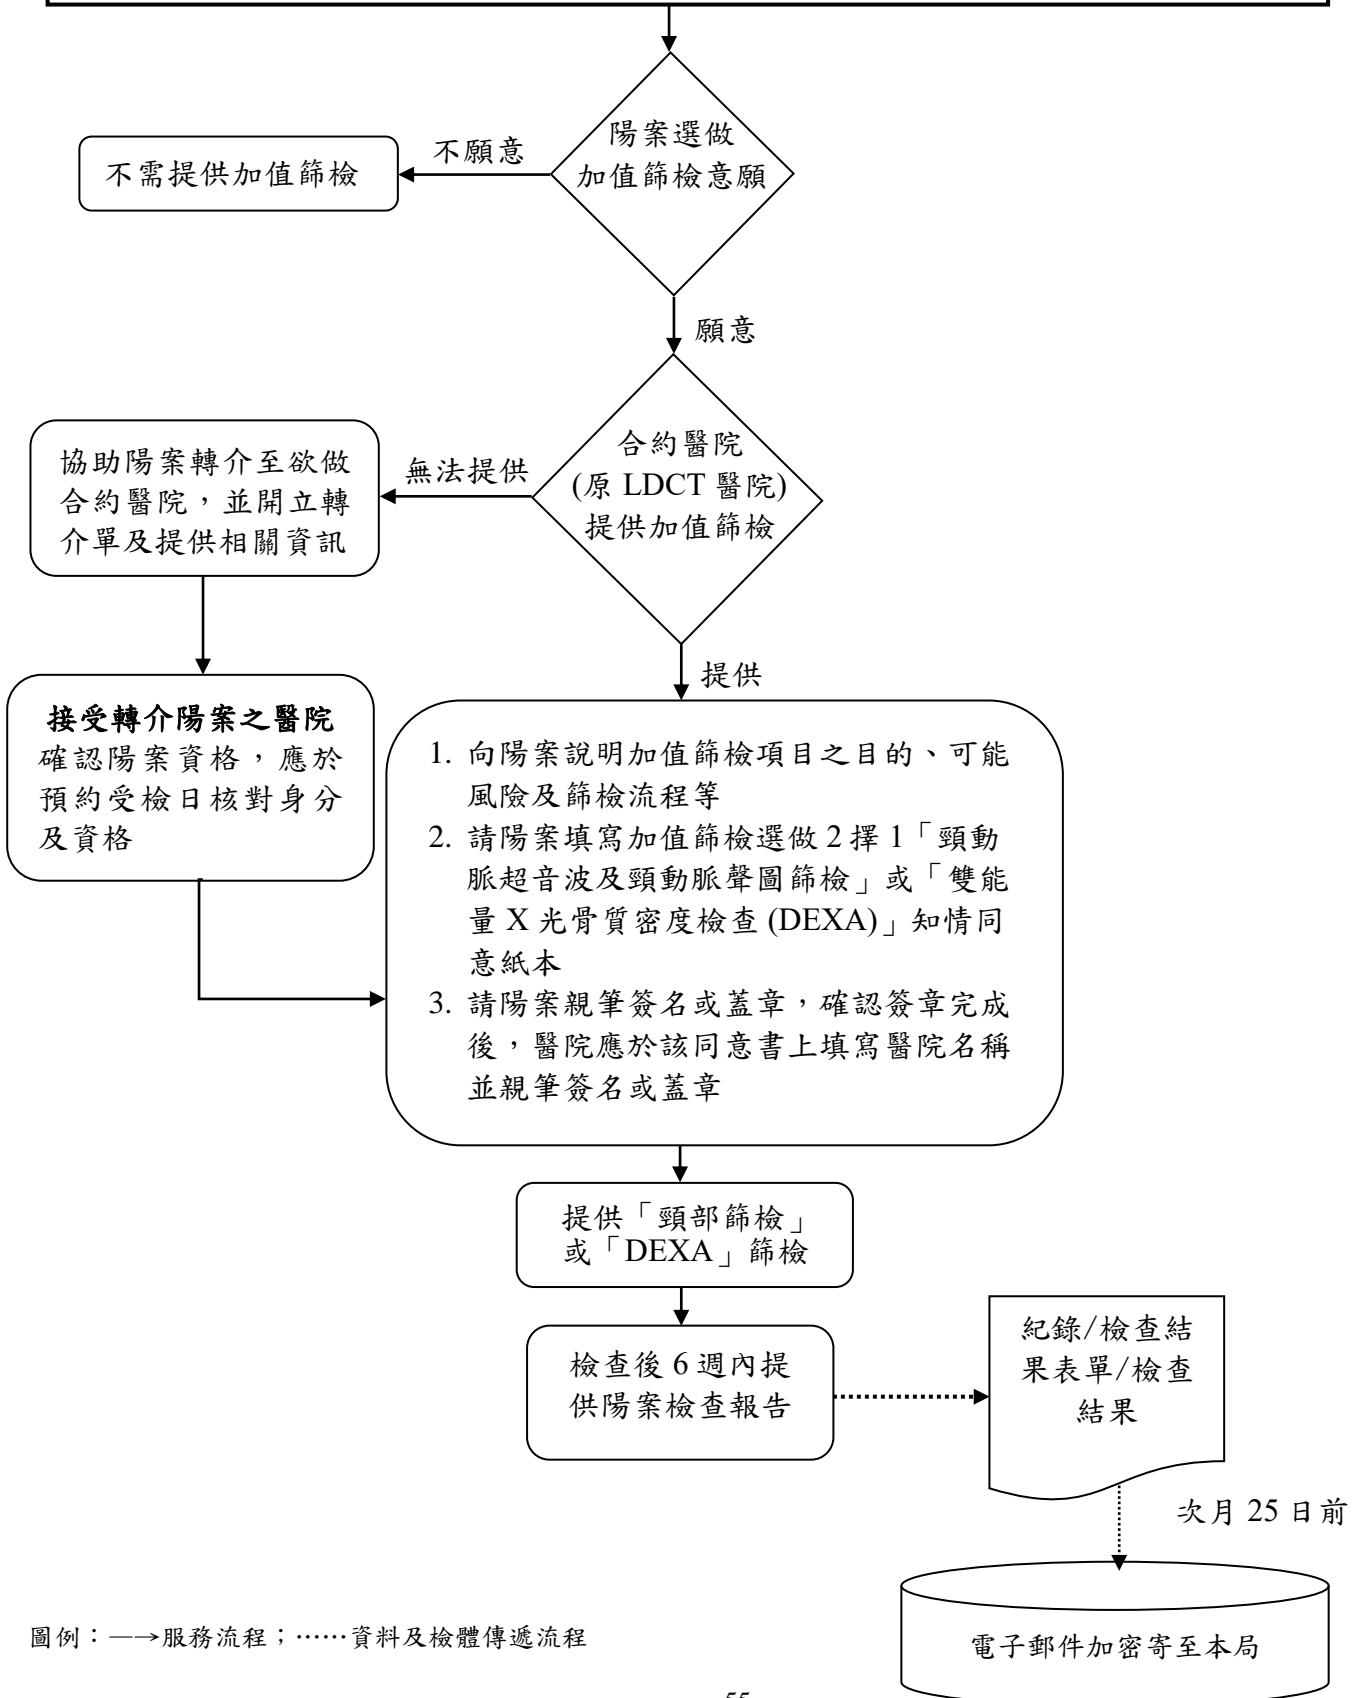 陽案選做
加值篩檢意願
不願意
不需提供加值篩檢
願意
合約醫院
(原 LDCT 醫院)
提供加值篩檢
無法提供
協助陽案轉介至欲做
合約醫院，並開立轉
介單及提供相關資訊
提供
接受轉介陽案之醫院
確認陽案資格，應於
預約受檢日核對身分
及資格
1. 向陽案說明加值篩檢項目之目的、可能
風險及篩檢流程等
2. 請陽案填寫加值篩檢選做 2 擇 1「頸動
脈超音波及頸動脈聲圖篩檢」或「雙能
量 X 光骨質密度檢查 (DEXA)」知情同
意紙本
3. 請陽案親筆簽名或蓋章，確認簽章完成
後，醫院應於該同意書上填寫醫院名稱
並親筆簽名或蓋章
提供「頸部篩檢」
或「DEXA」篩檢
檢查後 6 週內提
供陽案檢查報告
紀錄/檢查結
果表單/檢查
結果
次月 25 日前
電子郵件加密寄至本局
圖例：—→服務流程；……資料及檢體傳遞流程
55